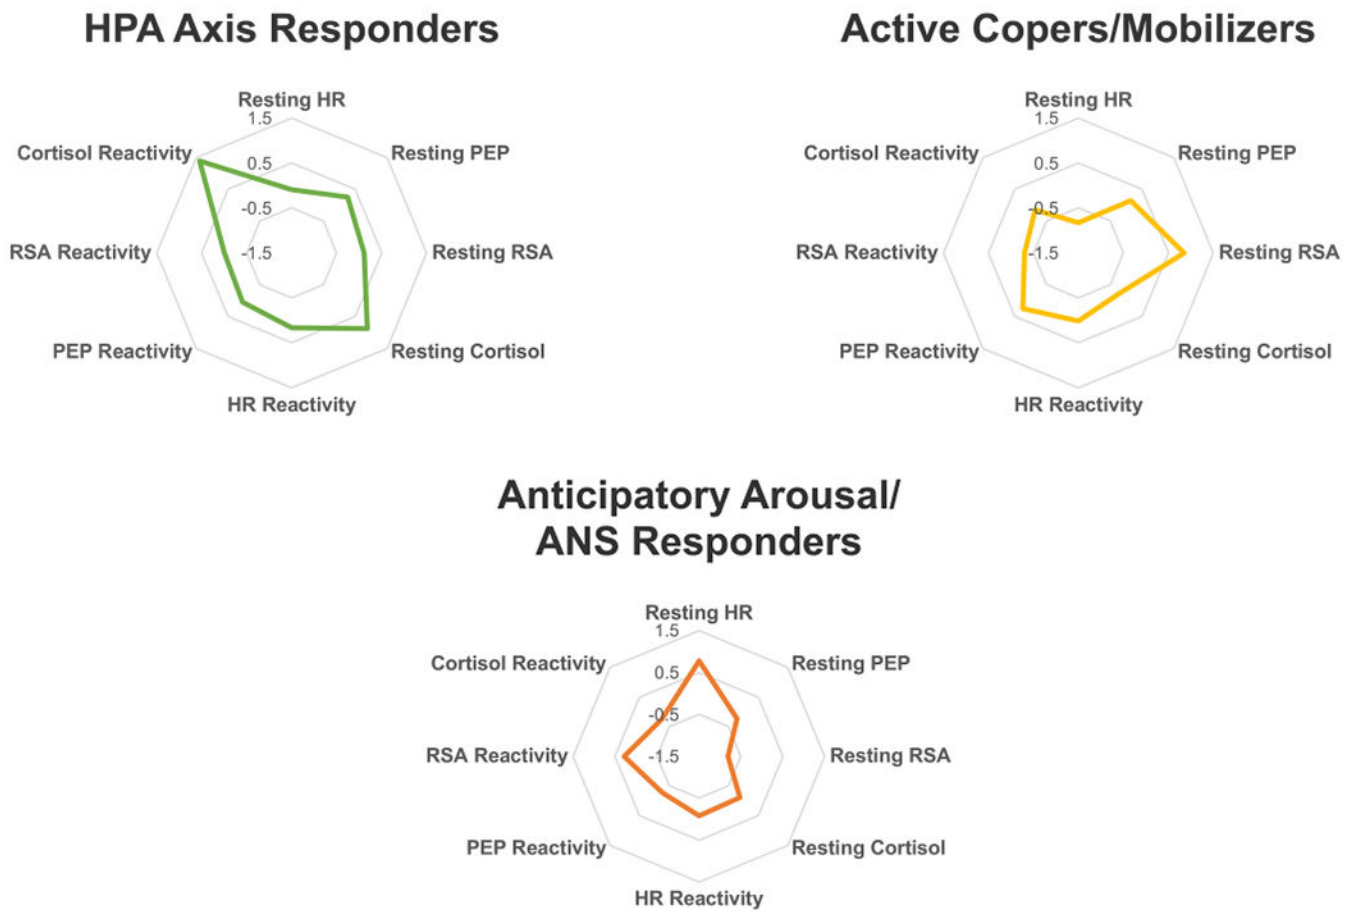 HPA Axis Responders
Resting HR
1.5
Cortisol Reactivity
Resting PEP
0.5
-0.5
RSA Reactivity
-1.5
Resting RSA
PEP Reactivity
Resting Cortisol
HR Reactivity
Active Copers/Mobilizers
Resting HR
1.5
Cortisol Reactivity
Resting PEP
0.5
-0.5
RSA Reactivity
-1.5
Resting RSA
PEP Reactivity
Resting Cortisol
HR Reactivity
Anticipatory Arousal/
ANS Responders
Resting HR
1.5
Cortisol Reactivity
Resting PEP
0.5
-0.5
RSA Reactivity
-1.5
Resting RSA
PEP Reactivity
Resting Cortisol
HR Reactivity